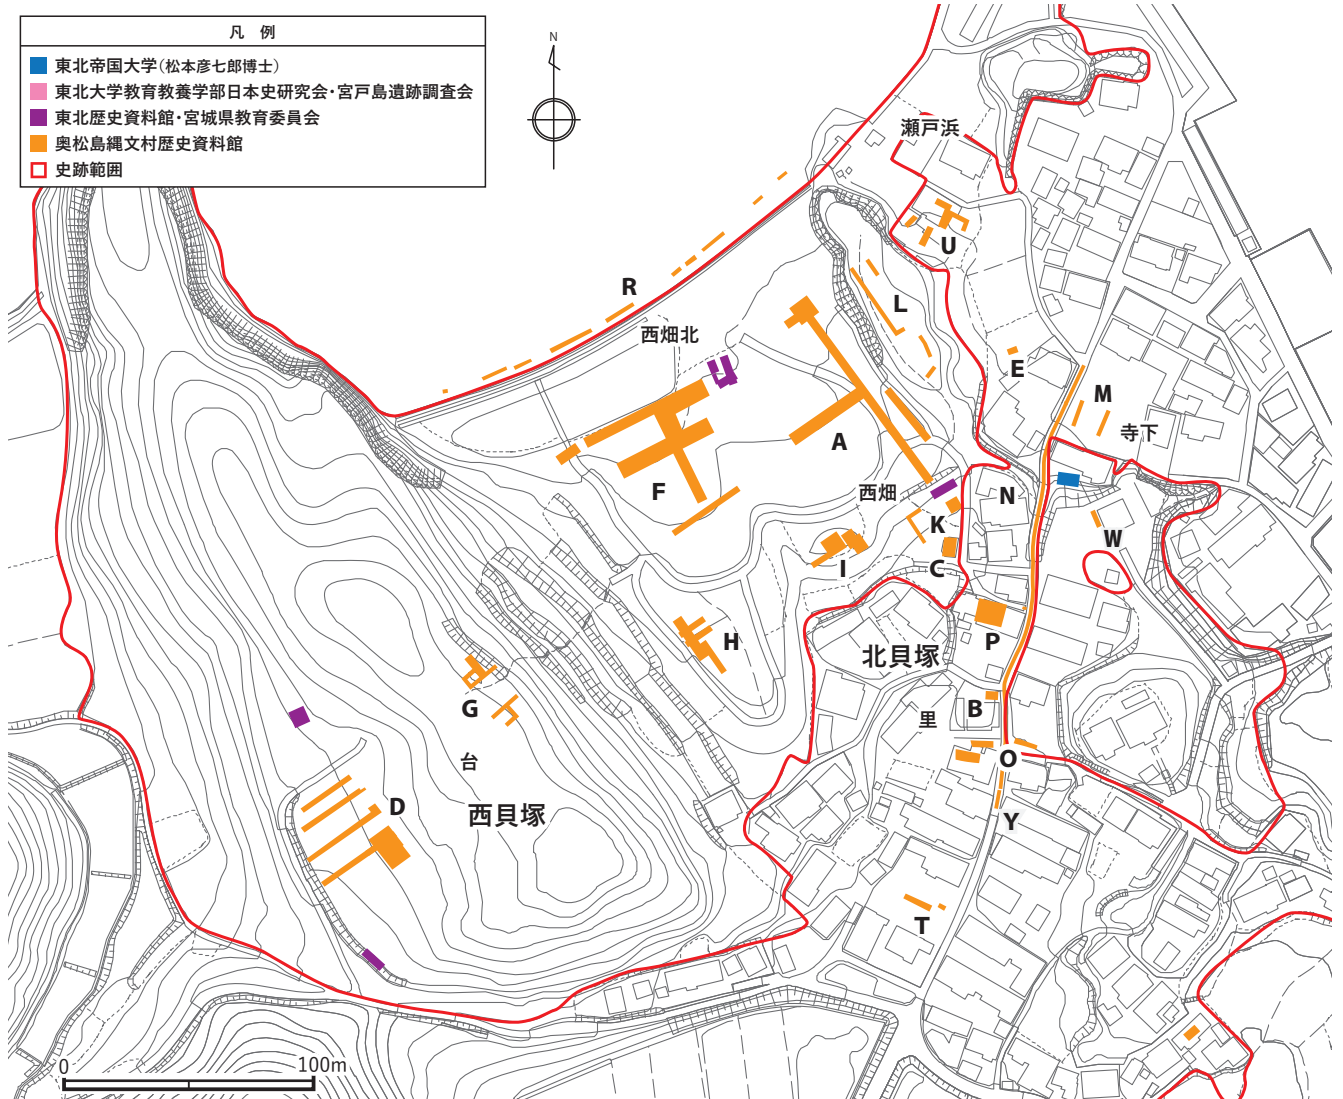 凡 例
東北帝国大学(松本彦七郎博士)
東北大学教育教養学部日本史研究会・宮戸島遺跡調査会
東北歴史資料館・宮城県教育委員会
奥松島縄文村歴史資料館
史跡範囲
N
瀬戸浜
U
R
L
西畑北
E
M
寺下
A
西畑
F
N
K
W
I
C
H
P
北貝塚
G
B
里
台
O
D
西貝塚
Y
T
0
100m